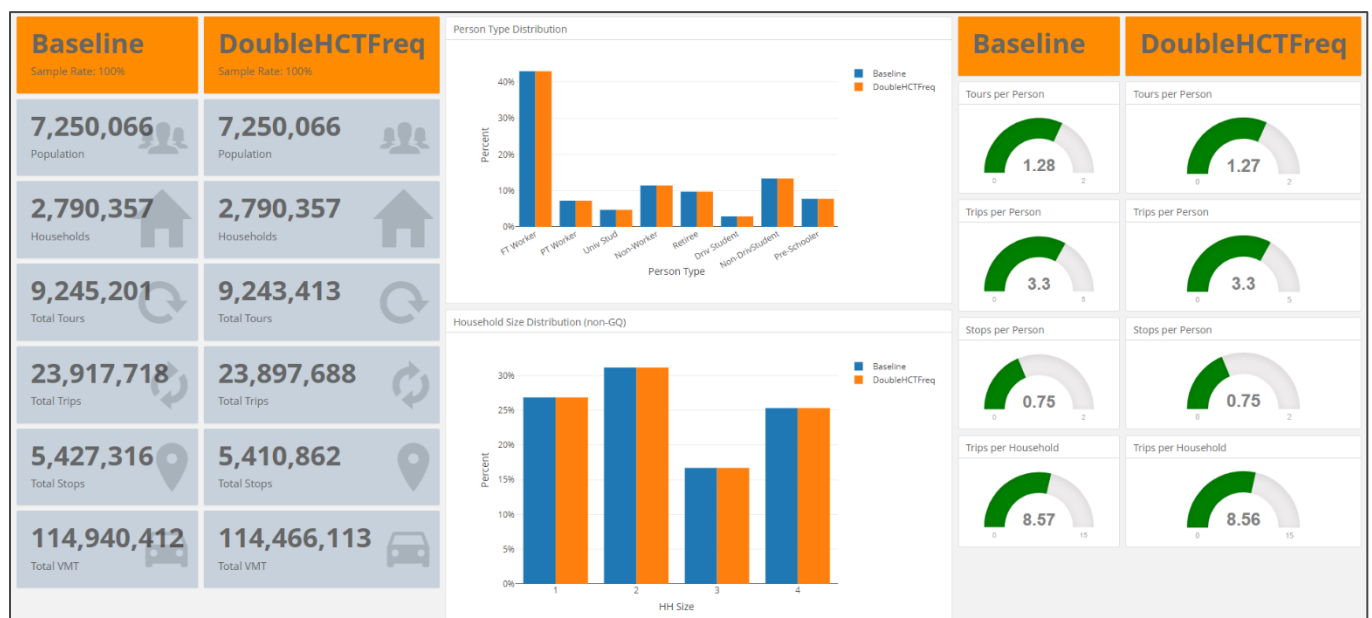 Baseline
Sample Rate: 100%
7,250,066
Population
2,790,357
Households
9,245,201
Total Tours
23,917,718
Total Trips
5,427,316
Total Stops
114,940,412
Total VMT
DoubleHCTFreq
Sample Rate: 100%
7,250,066
Population
2,790,357
Households
9,243,413
Total Tours
23,897,688
Total Trips
5,410,862
Total Stops
114,466,113
Total VMT
Person Type Distribution
Baseline
DoubleHCTFreq
40%
30%
20%
10%
0%
Percent
FT Worker
PT Worker
Univ Stud
Non-Worker
Retiree
Driv Student
Non-DrivStudent
Pre-Schooler
Person Type
Household Size Distribution (non-GQ)
Baseline
DoubleHCTFreq
30%
25%
20%
15%
10%
5%
0%
Percent
1 2 3 4
HH Size
Baseline
Tours per Person
1.28
0 2
Trips per Person
3.3
0 5
Stops per Person
0.75
0 2
Trips per Household
8.57
0 15
DoubleHCTFreq
Tours per Person
1.27
0 2
Trips per Person
3.3
0 5
Stops per Person
0.75
0 2
Trips per Household
8.56
0 15